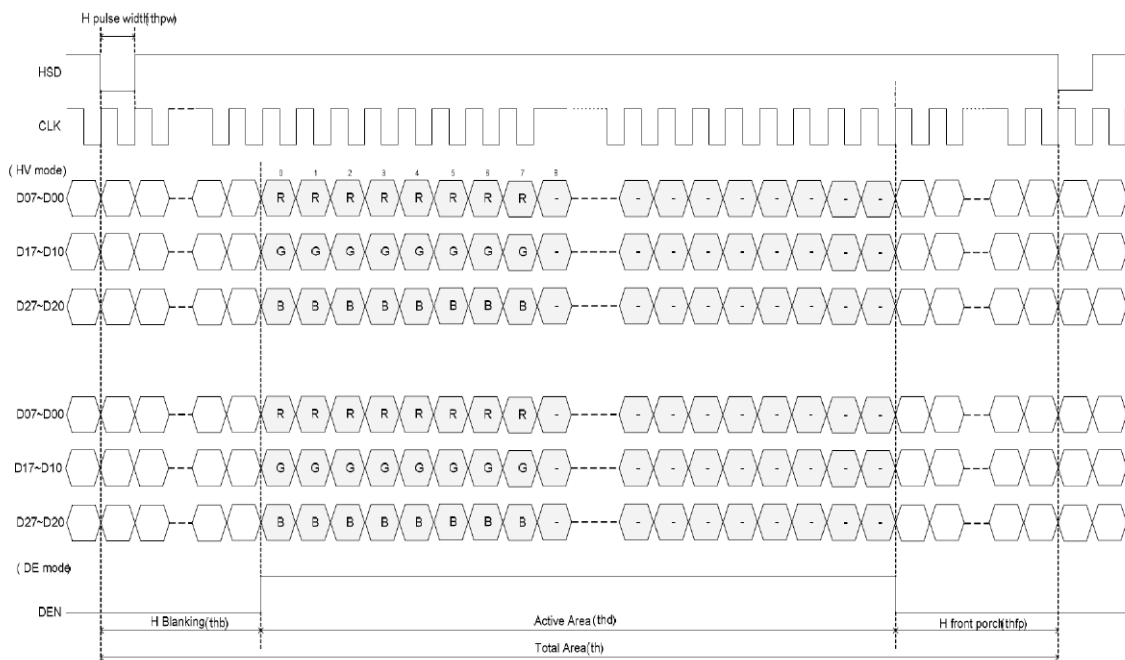 H pulse width(thpw)
HSD
CLK
( HV mode)
0 1 2 3 4 5 6 7 8
D07~D00 R R R R R R R R - - - - - - - - -
D17~D10 G G G G G G G G - - - - - - - - -
D27~D20 B B B B B B B B - - - - - - - - -
D07~D00 R R R R R R R R - - - - - - - - -
D17~D10 G G G G G G G G - - - - - - - - -
D27~D20 B B B B B B B B - - - - - - - - -
( DE mode)
DEN
H Blanking(thb) Active Area(thd) H front porch(thfp)
Total Area(th)